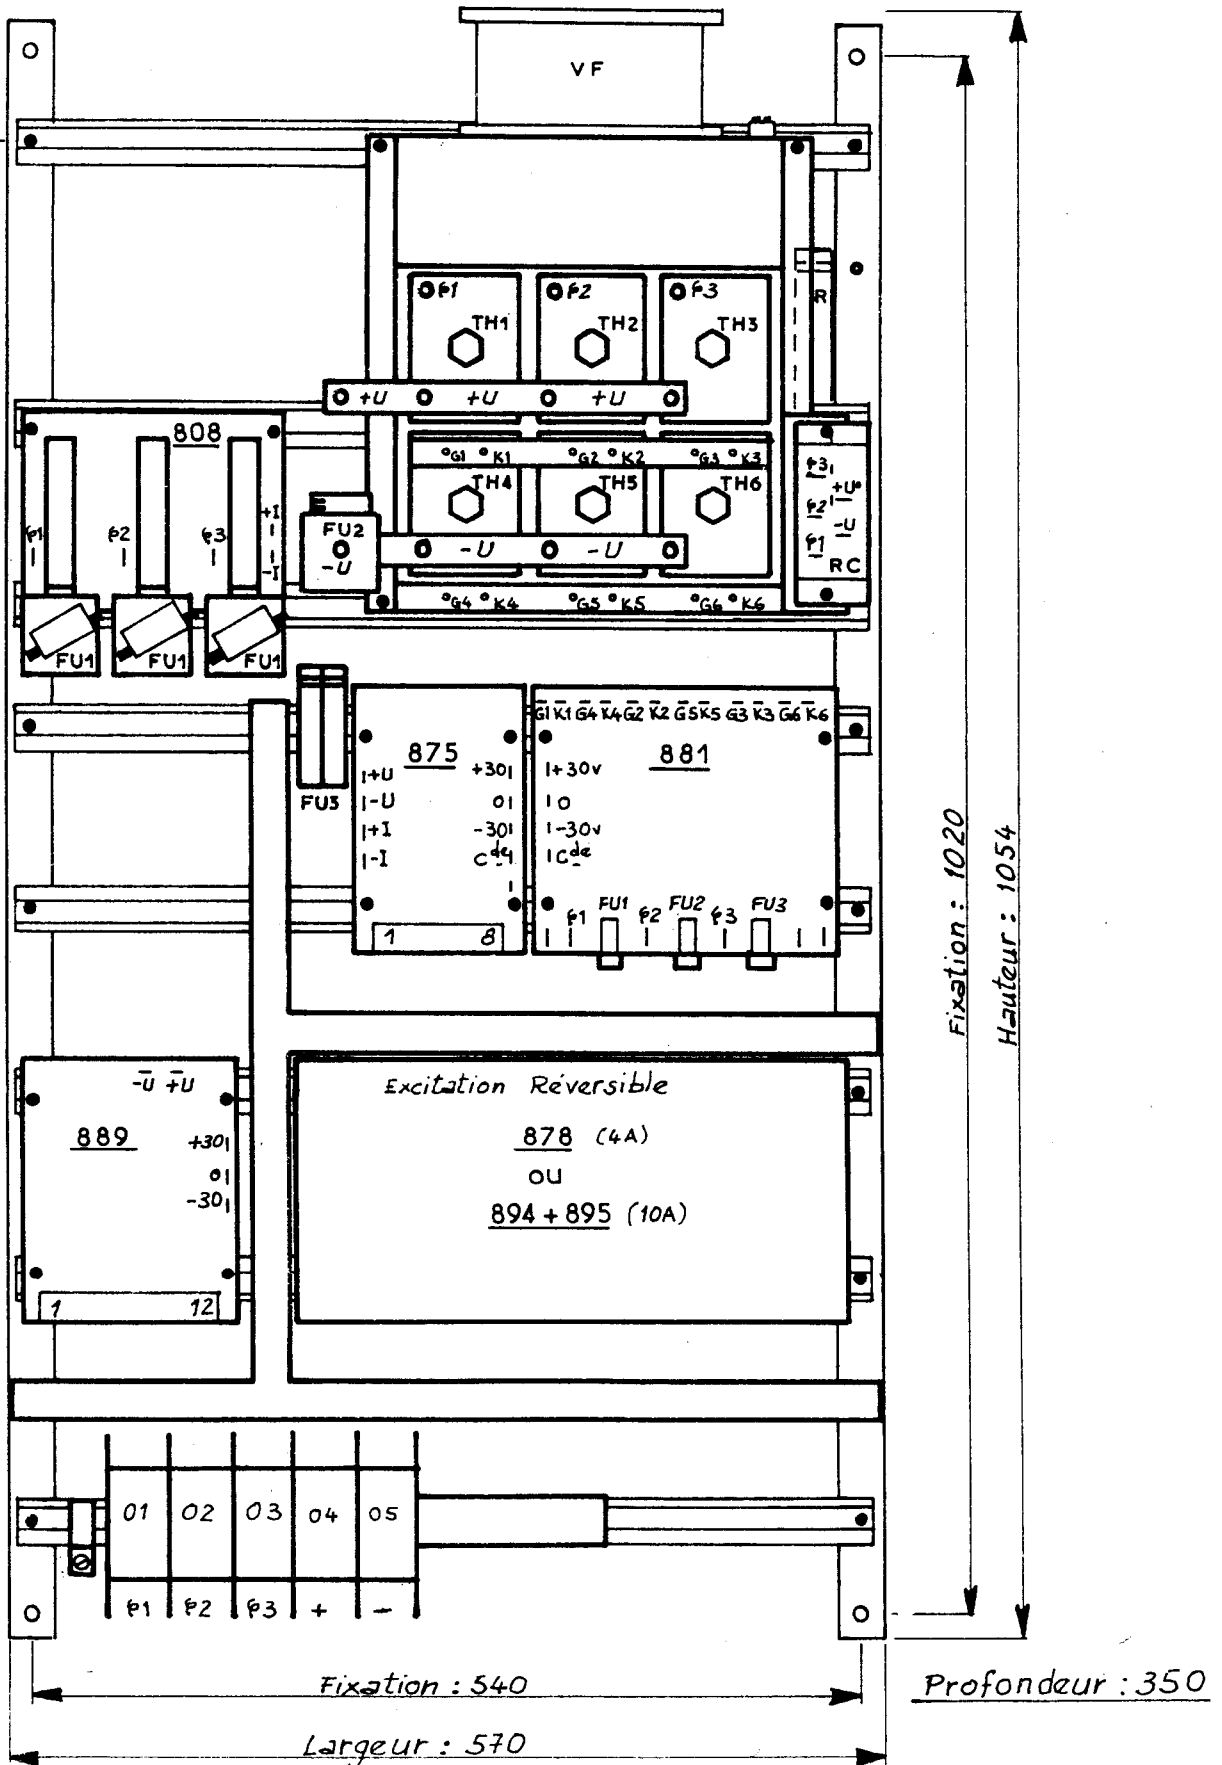 VF
φ1 φ2 φ3
TH1 TH2 TH3
R
+U +U +U
808
G1 K1 G2 K2 G3 K3
TH4 TH5 TH6
φ3
+U
φ2
-U
φ1
RC
+I
φ1 φ2 φ3
-I
FU2
-U -U -U
G4 K4 G5 K5 G6 K6
FU1 FU1 FU1
G1 K1 G4 K4 G2 K2 G5 K5 G3 K3 G6 K6
875
+U +30
-U 0
+I -30
-I Cde
1 8
FU3
881
+30v
0
-30v
Cde
φ1 FU1 φ2 FU2 φ3 FU3
Fixation : 1020
Hauteur : 1054
-U +U
889
+30
0
-30
1 12
Excitation Réversible
878 (4A)
OU
894 + 895 (10A)
01 02 03 04 05
φ1 φ2 φ3 + -
Fixation : 540
Profondeur : 350
Largeur : 570